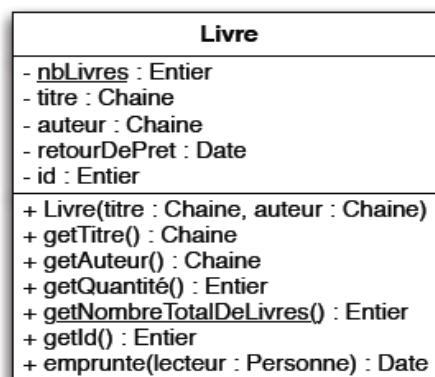 Livre
- nbLivres : Entier
- titre : Chaine
- auteur : Chaine
- retourDePret : Date
- id : Entier
+ Livre(titre : Chaine, auteur : Chaine)
+ getTitre() : Chaine
+ getAuteur() : Chaine
+ getQuantité() : Entier
+ getNombreTotalDeLivres() : Entier
+ getId() : Entier
+ emprunte(lecteur : Personne) : Date